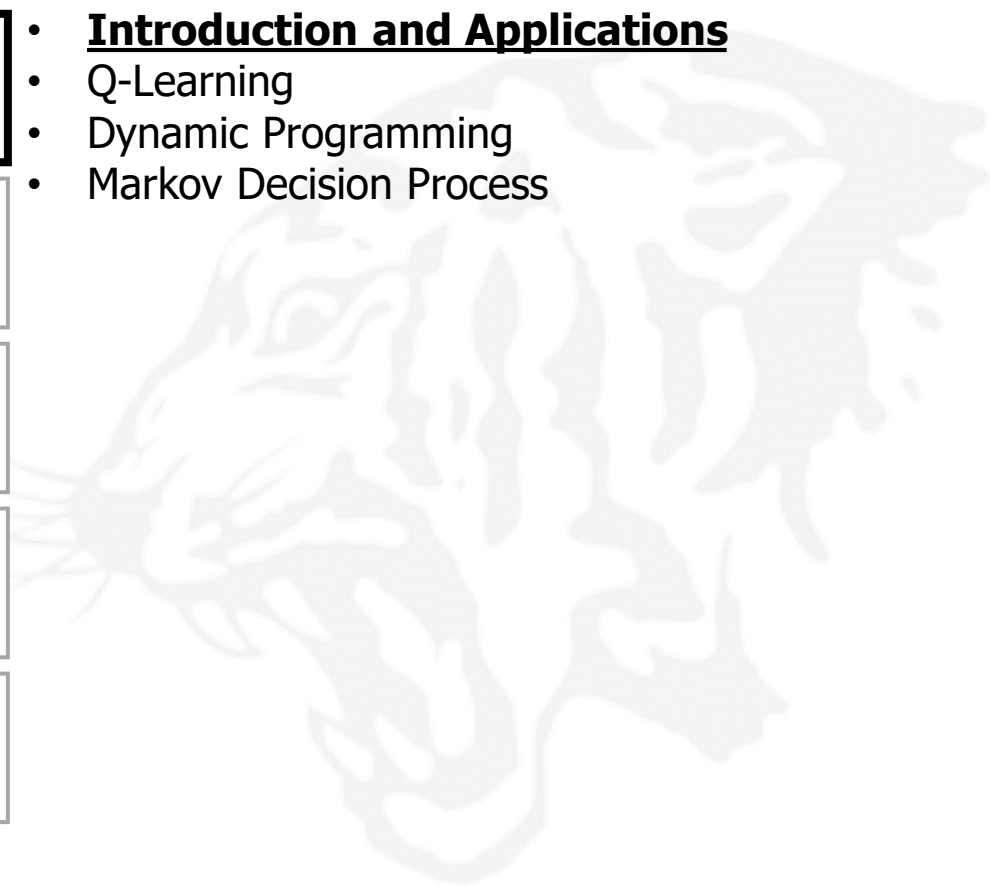 • Introduction and Applications
• Q-Learning
• Dynamic Programming
• Markov Decision Process